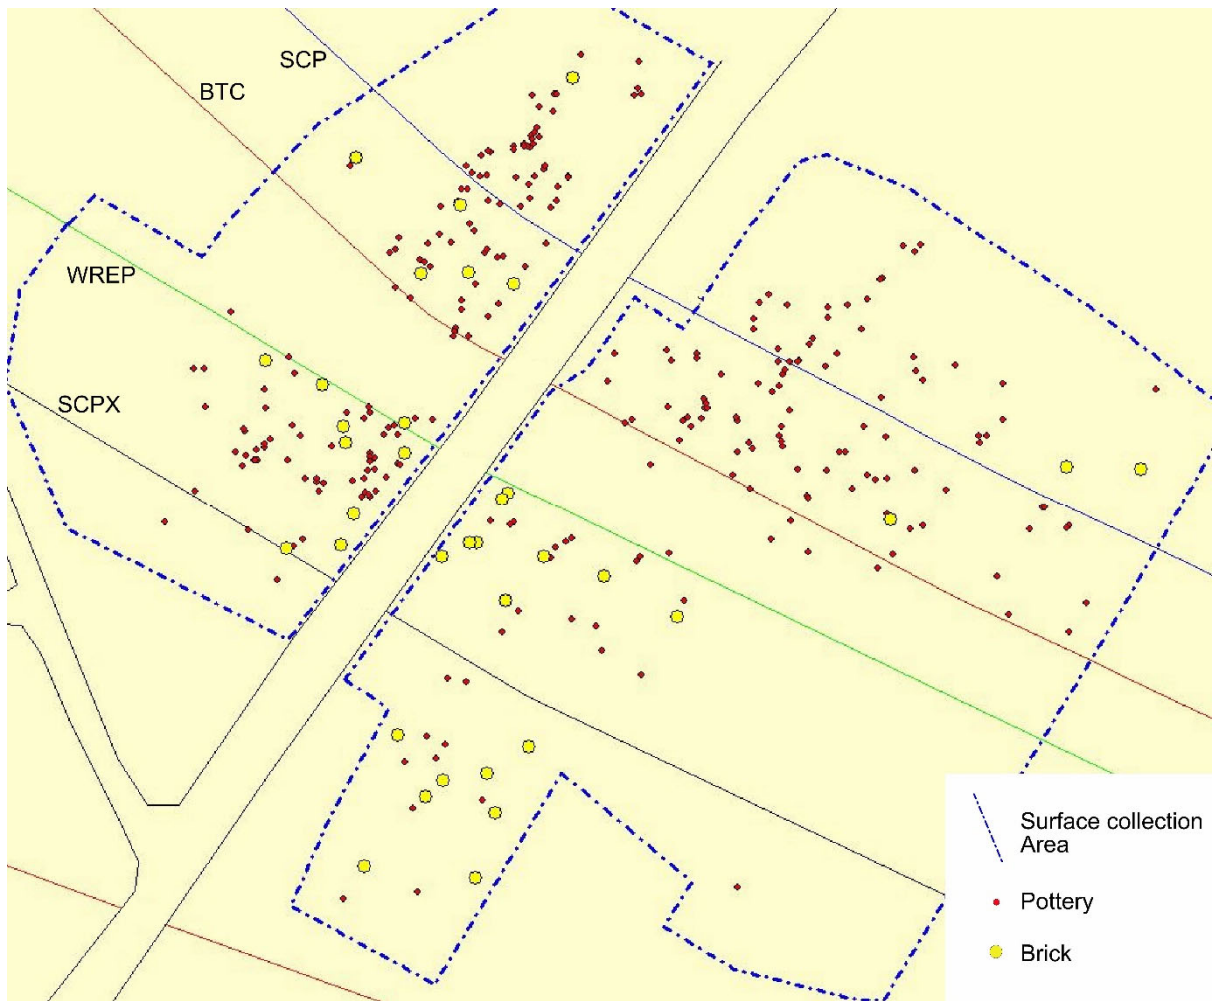 SCP
BTC
WREP
SCPX
Surface collection
Area
Pottery
Brick